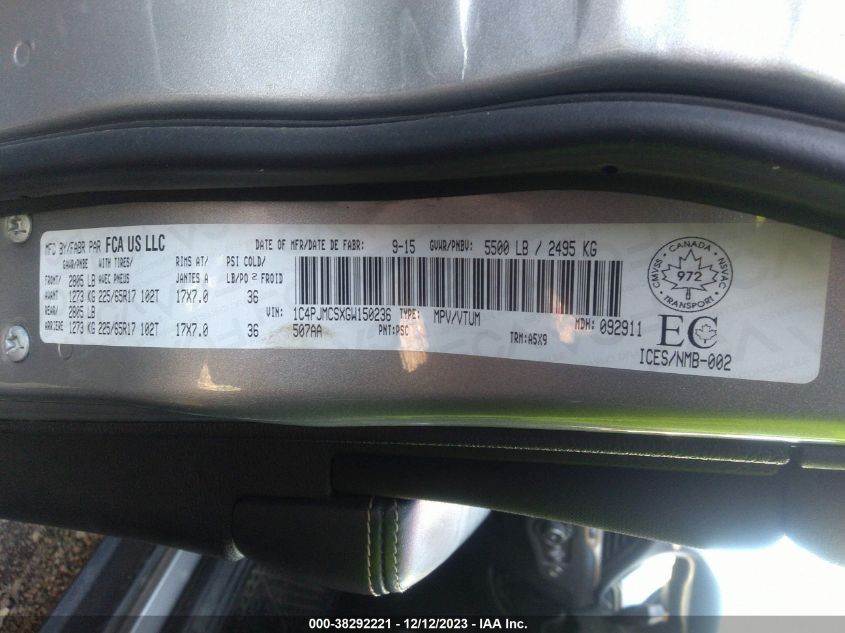 MFD BY/FABR PAR FCA US LLC
DATE OF MFR/DATE DE FABR: 9-15 GVWR/PNBV: 5500 LB / 2495 KG
GAWR/PNBE WITH TIRES/ RIMS AT/ PSI COLD/
FRONT/ 2805 LB AVEC PNEUS JANTES A LB/PO² FROID
AVANT 1273 KG 225/65R17 102T 17X7.0 36
REAR/ 2805 LB
ARRIERE 1273 KG 225/65R17 102T 17X7.0 36
VIN: 1C4PJMCSXGW150236 TYPE: MPV/VTUM MDH: 092911
507AA PNT:PSC TRM:A5X9
CANADA
CMVSS NSVAC
972
TRANSPORT
EC
ICES/NMB-002
000-38292221 - 12/12/2023 - IAA Inc.